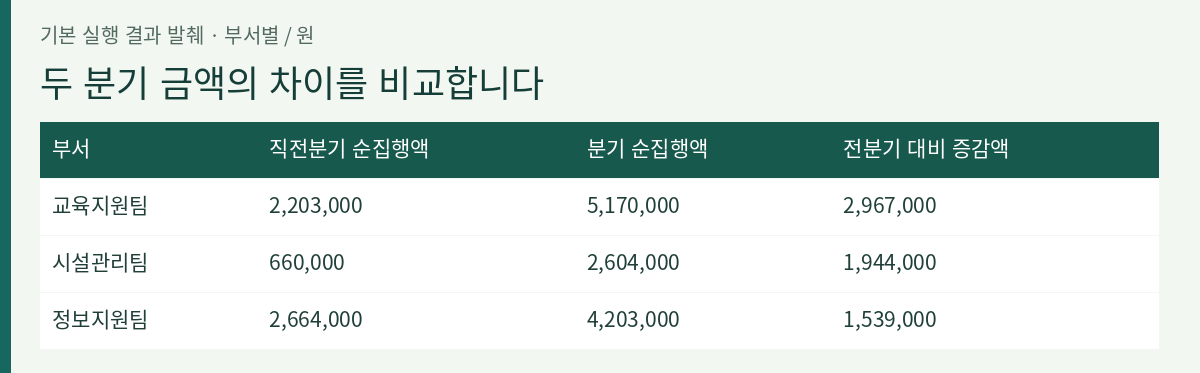 기본 실행 결과 발췌 · 부서별 / 원
두 분기 금액의 차이를 비교합니다
부서 직전분기 순집행액 분기 순집행액 전분기 대비 증감액
교육지원팀 2,203,000 5,170,000 2,967,000
시설관리팀 660,000 2,604,000 1,944,000
정보지원팀 2,664,000 4,203,000 1,539,000